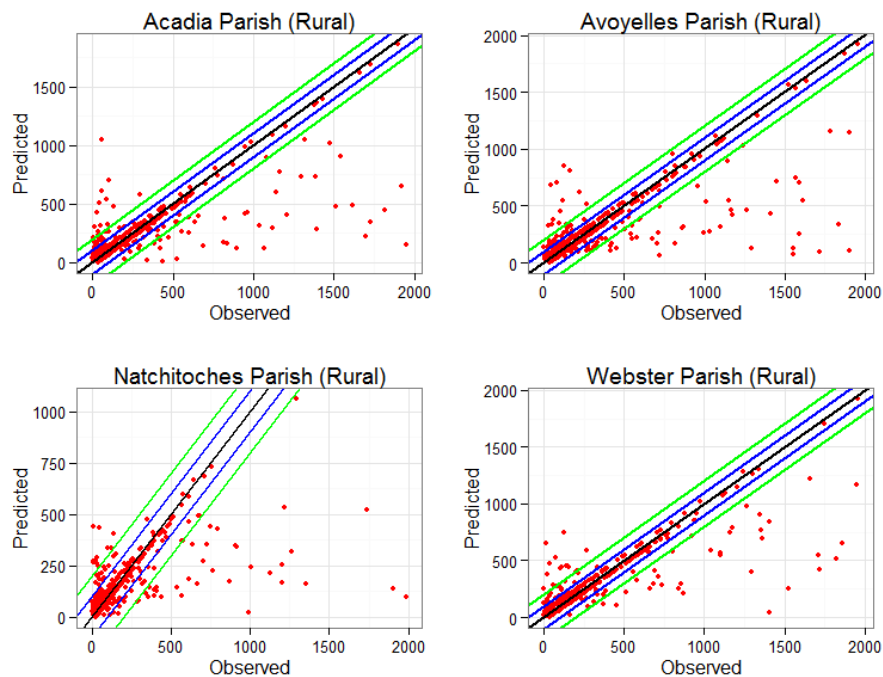 Acadia Parish (Rural)
Predicted
1500
1000
500
0
0 500 1000 1500 2000
Observed
Avoyelles Parish (Rural)
Predicted
2000
1500
1000
500
0
0 500 1000 1500 2000
Observed
Natchitoches Parish (Rural)
Predicted
1000
750
500
250
0
0 500 1000 1500 2000
Observed
Webster Parish (Rural)
Predicted
2000
1500
1000
500
0
0 500 1000 1500 2000
Observed